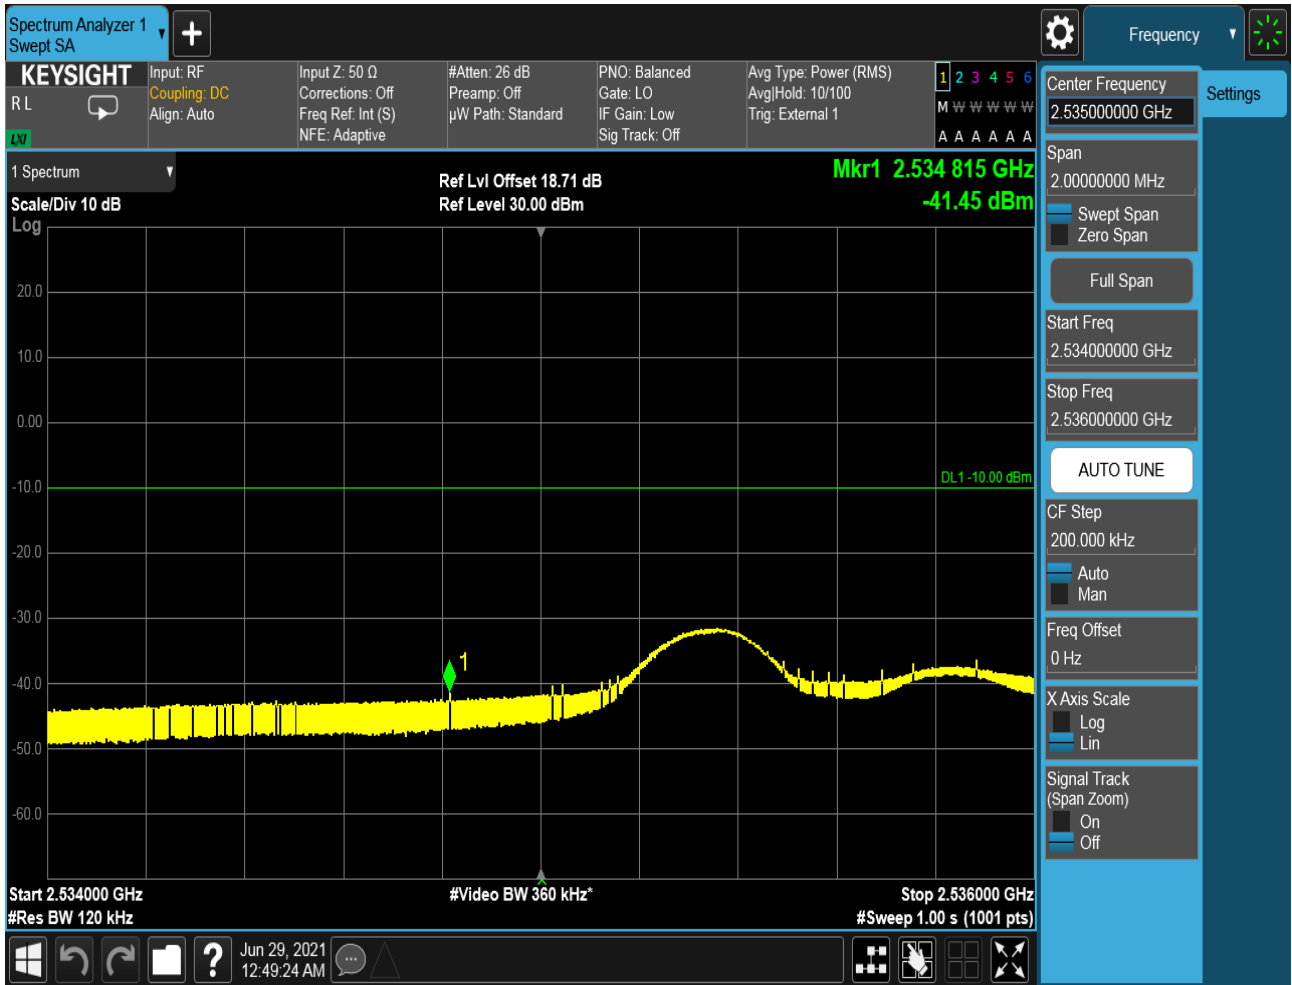 Spectrum Analyzer 1
Swept SA
Frequency
KEYSIGHT
R L
LXI
Input: RF
Coupling: DC
Align: Auto
Input Z: 50 Ω
Corrections: Off
Freq Ref: Int (S)
NFE: Adaptive
#Atten: 26 dB
Preamp: Off
µW Path: Standard
PNO: Balanced
Gate: LO
IF Gain: Low
Sig Track: Off
Avg Type: Power (RMS)
Avg|Hold: 10/100
Trig: External 1
1 2 3 4 5 6
M W W W W W
A A A A A A
1 Spectrum
Scale/Div 10 dB
Log
Ref Lvl Offset 18.71 dB
Ref Level 30.00 dBm
Mkr1 2.534 815 GHz
-41.45 dBm
20.0
10.0
0.00
-10.0
-20.0
-30.0
-40.0
-50.0
-60.0
DL1 -10.00 dBm
1
Start 2.534000 GHz
#Res BW 120 kHz
#Video BW 360 kHz*
Stop 2.536000 GHz
#Sweep 1.00 s (1001 pts)
?
Jun 29, 2021
12:49:24 AM
Center Frequency
2.535000000 GHz
Settings
Span
2.00000000 MHz
Swept Span
Zero Span
Full Span
Start Freq
2.534000000 GHz
Stop Freq
2.536000000 GHz
AUTO TUNE
CF Step
200.000 kHz
Auto
Man
Freq Offset
0 Hz
X Axis Scale
Log
Lin
Signal Track
(Span Zoom)
On
Off